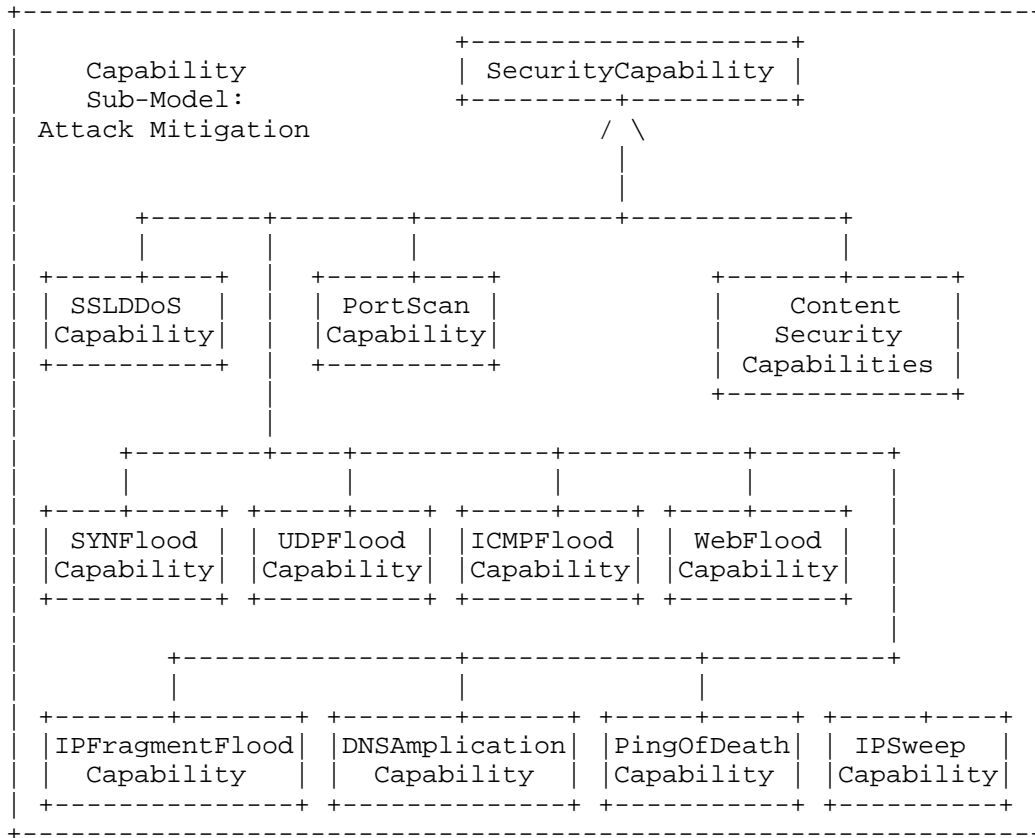 SecurityCapability
Capability
Sub-Model:
Attack Mitigation
SSLDDoS PortScan Content
Capability Capability Security
Capabilities
SYNFlood UDPFlood ICMPFlood WebFlood
Capability Capability Capability Capability
IPFragmentFlood DNSAmplication PingOfDeath IPSweep
Capability Capability Capability Capability